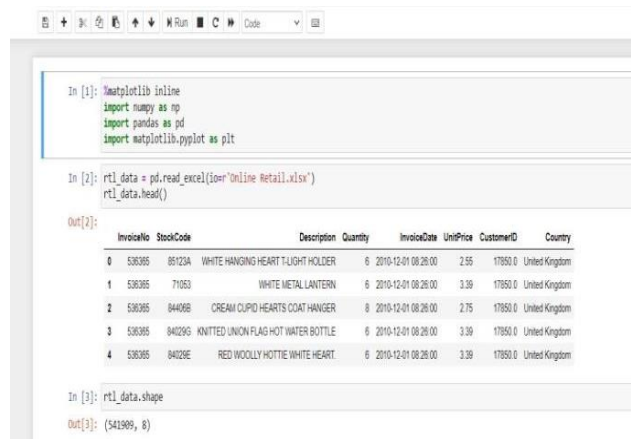 Run Code
In [1]: %matplotlib inline
import numpy as np
import pandas as pd
import matplotlib.pyplot as plt
In [2]: rtl_data = pd.read_excel(io=r'Online Retail.xlsx')
rtl_data.head()
Out[2]:
InvoiceNo StockCode Description Quantity InvoiceDate UnitPrice CustomerID Country
0 536365 85123A WHITE HANGING HEART T-LIGHT HOLDER 6 2010-12-01 08:26:00 2.55 17850.0 United Kingdom
1 536365 71053 WHITE METAL LANTERN 6 2010-12-01 08:26:00 3.39 17850.0 United Kingdom
2 536365 84406B CREAM CUPID HEARTS COAT HANGER 8 2010-12-01 08:26:00 2.75 17850.0 United Kingdom
3 536365 84029G KNITTED UNION FLAG HOT WATER BOTTLE 6 2010-12-01 08:26:00 3.39 17850.0 United Kingdom
4 536365 84029E RED WOOLLY HOTTIE WHITE HEART. 6 2010-12-01 08:26:00 3.39 17850.0 United Kingdom
In [3]: rtl_data.shape
Out[3]: (541909, 8)